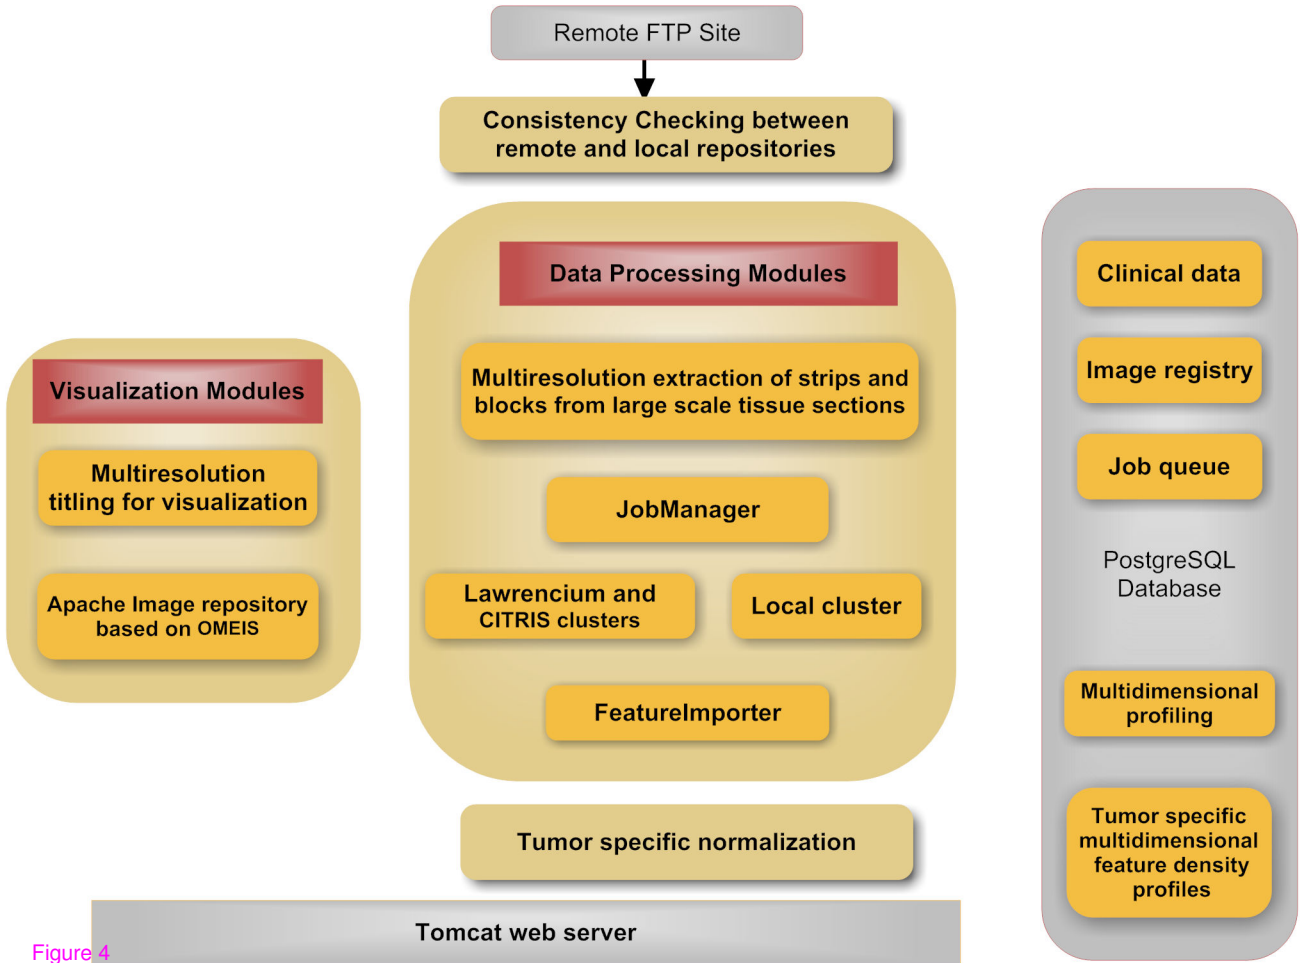 Remote FTP Site
Consistency Checking between
remote and local repositories
Data Processing Modules
Multiresolution extraction of strips and
blocks from large scale tissue sections
JobManager
Lawrencium and
CITRIS clusters
Local cluster
FeatureImporter
Visualization Modules
Multiresolution
titling for visualization
Apache Image repository
based on OMEIS
Clinical data
Image registry
Job queue
PostgreSQL
Database
Multidimensional
profiling
Tumor specific
multidimensional
feature density
profiles
Tumor specific normalization
Tomcat web server
Figure 4